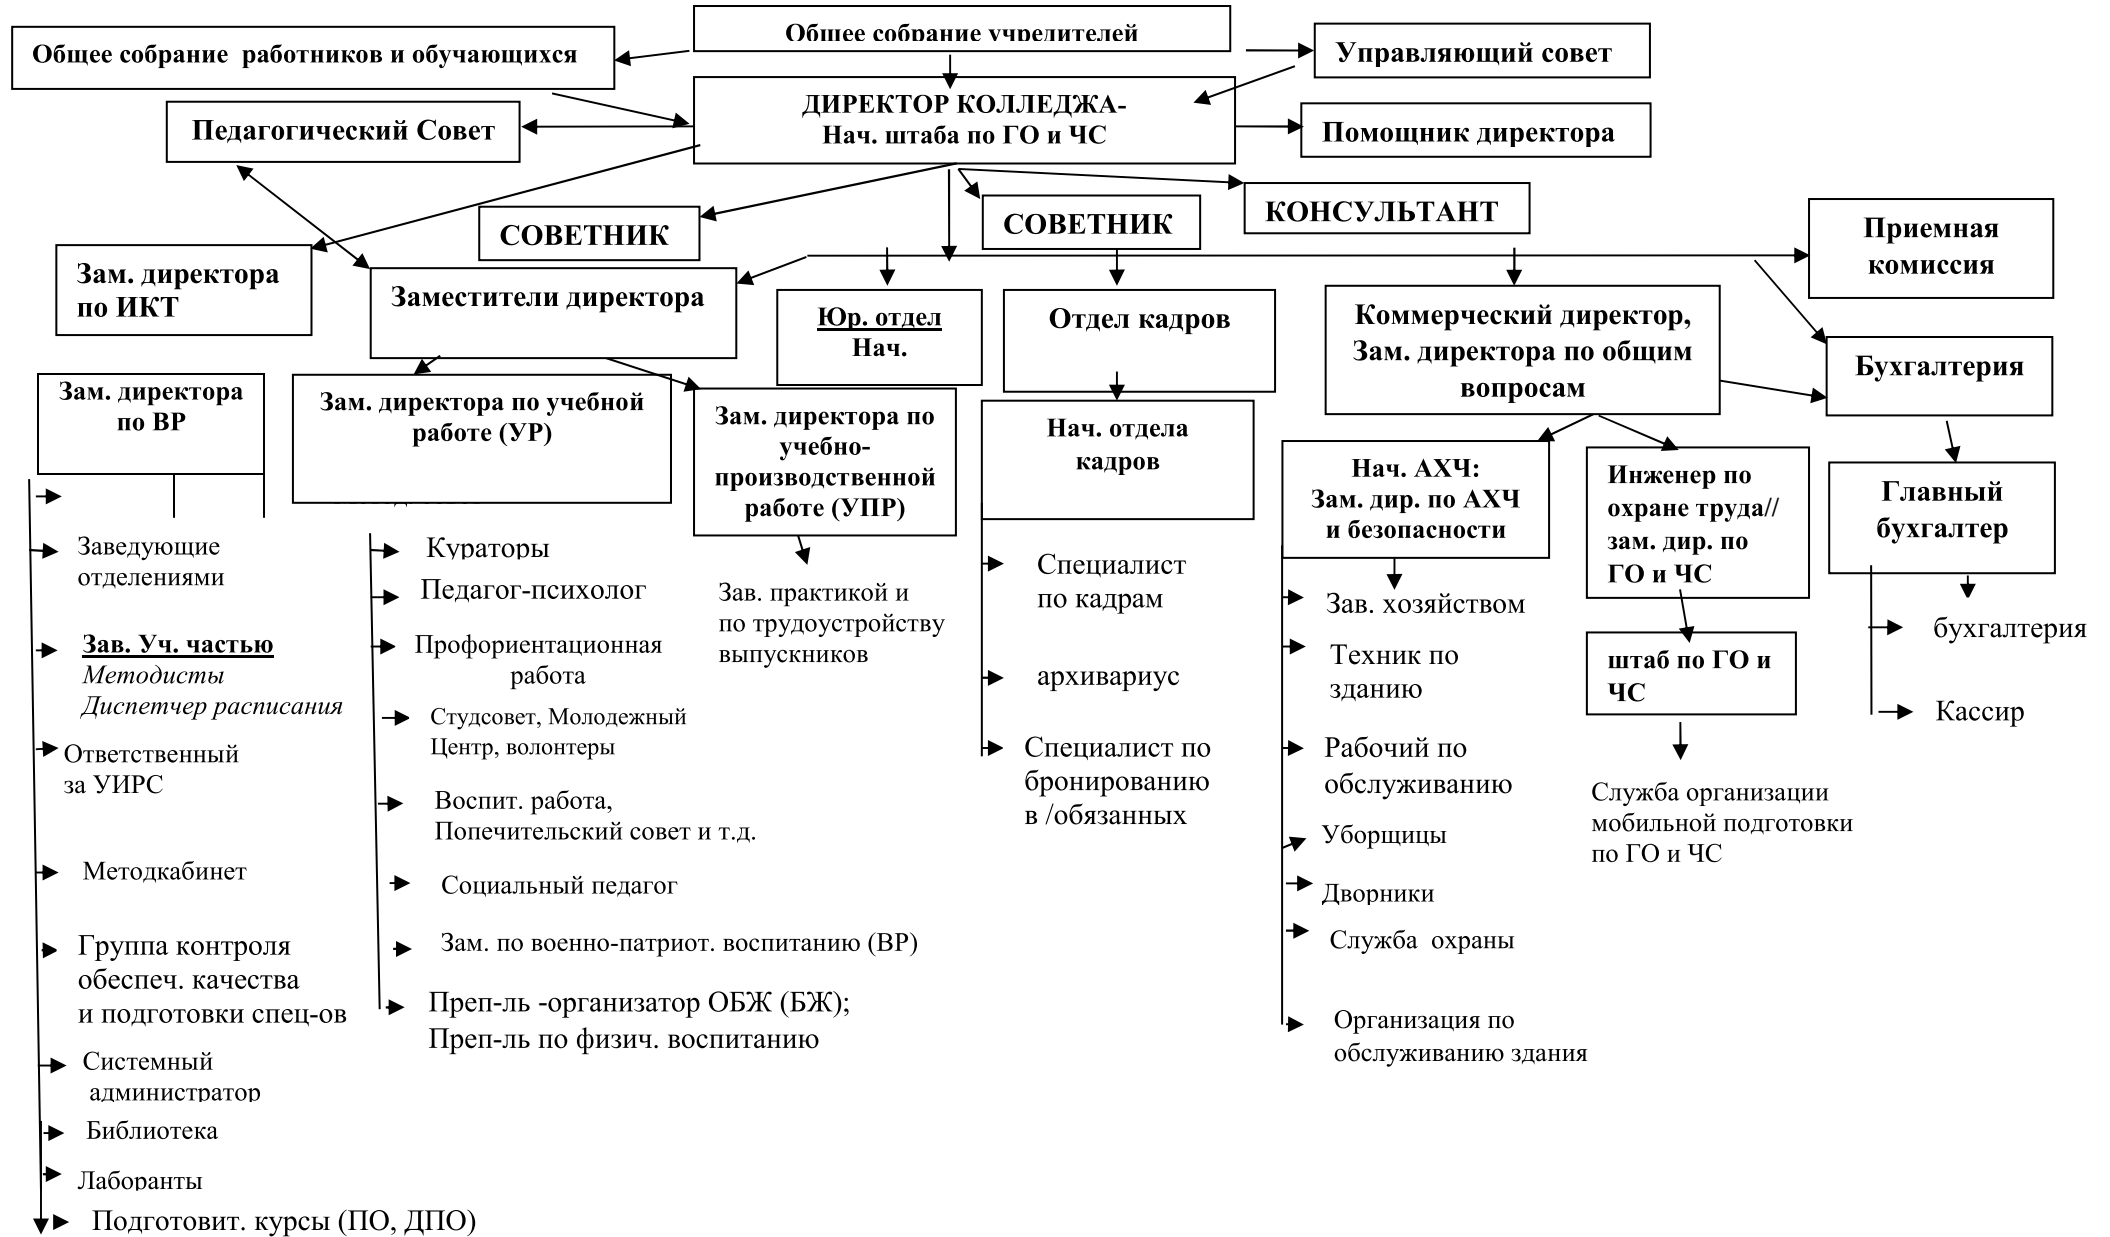 Общее собрание учредителей
Общее собрание работников и обучающихся
Управляющий совет
Педагогический Совет
ДИРЕКТОР КОЛЛЕДЖА-
Нач. штаба по ГО и ЧС
Помощник директора
СОВЕТНИК
СОВЕТНИК
КОНСУЛЬТАНТ
Приемная
комиссия
Зам. директора
по ИКТ
Заместители директора
Юр. отдел
Нач.
Отдел кадров
Коммерческий директор,
Зам. директора по общим
вопросам
Бухгалтерия
Зам. директора
по ВР
Зам. директора по учебной
работе (УР)
Зам. директора по
учебно-
производственной
работе (УПР)
Нач. отдела
кадров
Нач. АХЧ:
Зам. дир. по АХЧ
и безопасности
Инженер по
охране труда//
зам. дир. по
ГО и ЧС
Главный
бухгалтер
Заведующие
отделениями
Зав. Уч. частью
Методисты
Диспетчер расписания
Ответственный
за УИРС
Методкабинет
Группа контроля
обеспеч. качества
и подготовки спец-ов
Системный
администратор
Библиотека
Лаборанты
Подготовит. курсы (ПО, ДПО)
Кураторы
Педагог-психолог
Профориентационная
работа
Студсовет, Молодежный
Центр, волонтеры
Воспит. работа,
Попечительский совет и т.д.
Социальный педагог
Зам. по военно-патриот. воспитанию (ВР)
Преп-ль -организатор ОБЖ (БЖ);
Преп-ль по физич. воспитанию
Зав. практикой и
по трудоустройству
выпускников
Специалист
по кадрам
архивариус
Специалист по
бронированию
в /обязанных
Зав. хозяйством
Техник по
зданию
Рабочий по
обслуживанию
Уборщицы
Дворники
Служба охраны
Организация по
обслуживанию здания
штаб по ГО и
ЧС
Служба организации
мобильной подготовки
по ГО и ЧС
бухгалтерия
Кассир